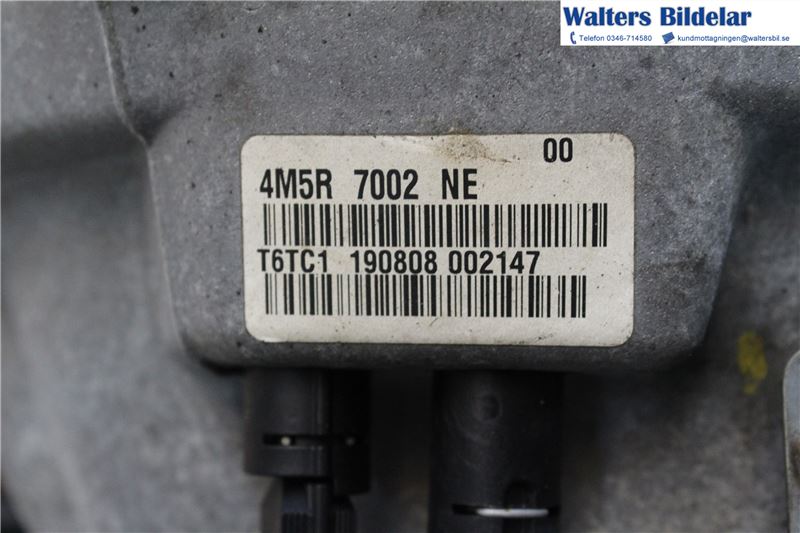 Walters Bildelar
Telefon 0346-714580 kundmottagningen@waltersbil.se
00
4M5R 7002 NE
T6TC1 190808 002147